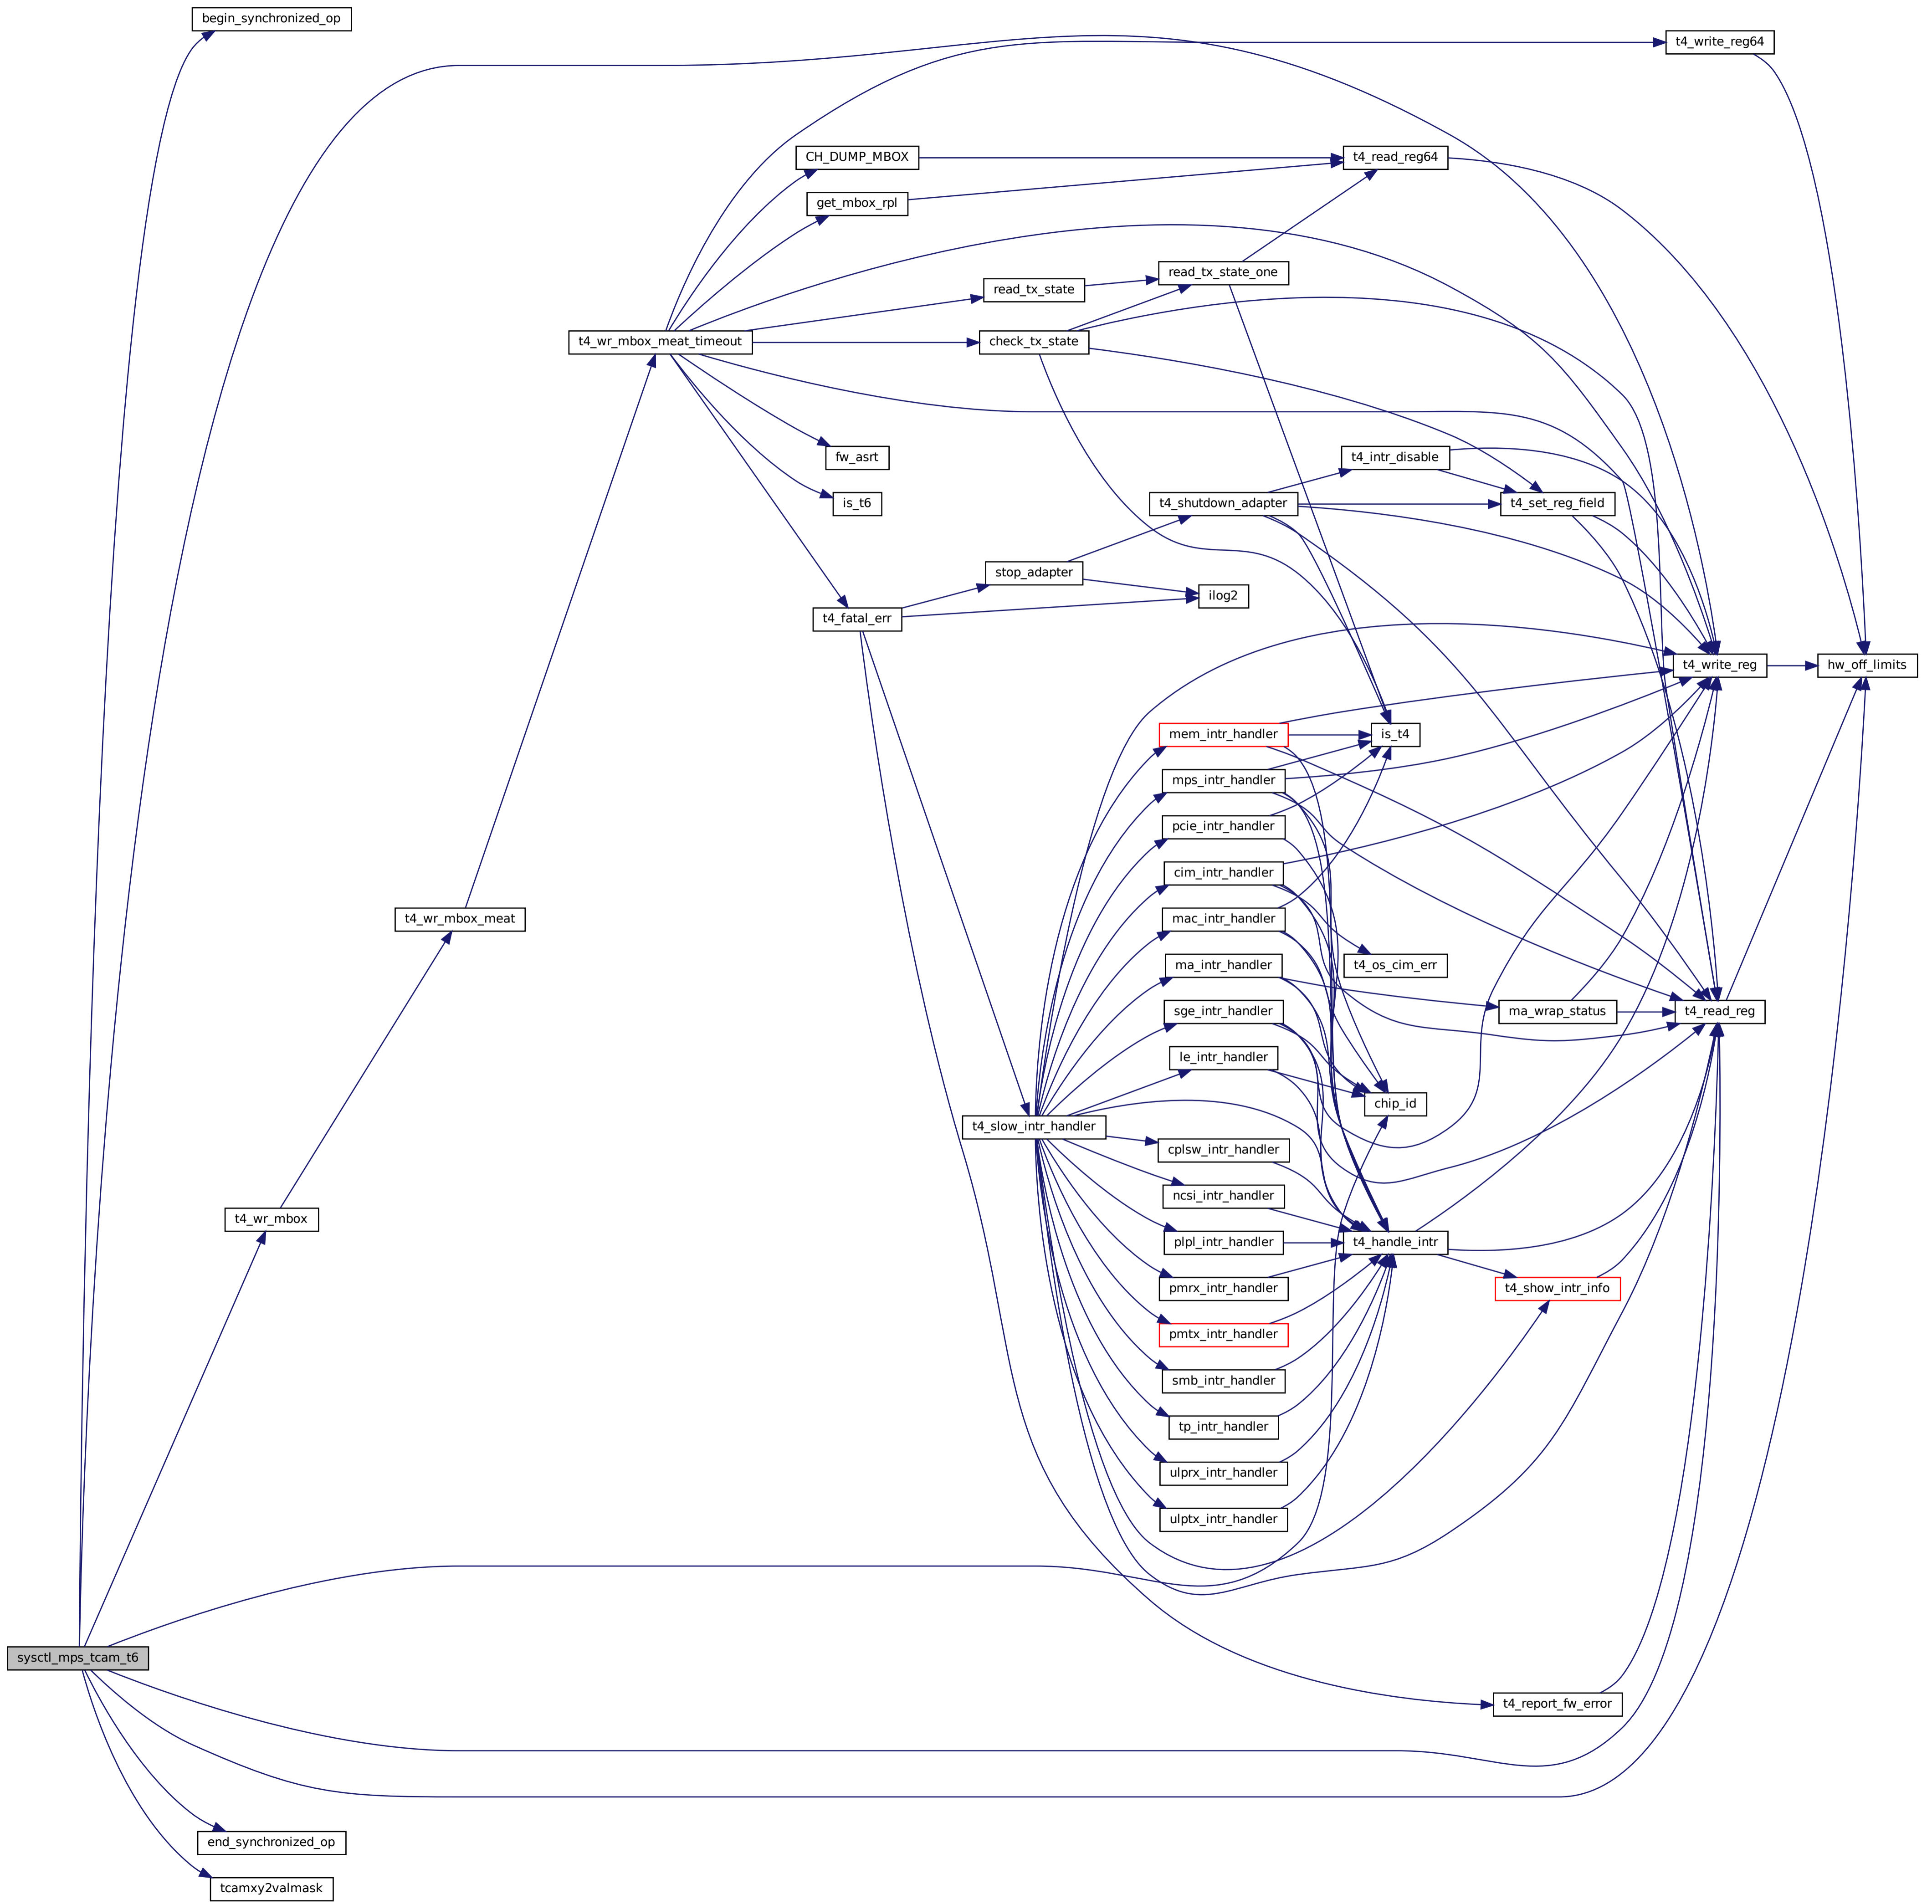 begin_synchronized_op
t4_write_reg64
CH_DUMP_MBOX
t4_read_reg64
get_mbox_rpl
read_tx_state_one
read_tx_state
t4_wr_mbox_meat_timeout
check_tx_state
fw_asrt
t4_intr_disable
is_t6
t4_shutdown_adapter
t4_set_reg_field
stop_adapter
ilog2
t4_fatal_err
t4_write_reg
hw_off_limits
mem_intr_handler
is_t4
mps_intr_handler
pcie_intr_handler
cim_intr_handler
t4_wr_mbox_meat
mac_intr_handler
ma_intr_handler
t4_os_cim_err
sge_intr_handler
ma_wrap_status
t4_read_reg
le_intr_handler
chip_id
t4_slow_intr_handler
cplsw_intr_handler
ncsi_intr_handler
t4_wr_mbox
plpl_intr_handler
t4_handle_intr
pmrx_intr_handler
t4_show_intr_info
pmtx_intr_handler
smb_intr_handler
tp_intr_handler
ulprx_intr_handler
ulptx_intr_handler
sysctl_mps_tcam_t6
t4_report_fw_error
end_synchronized_op
tcamxy2valmask